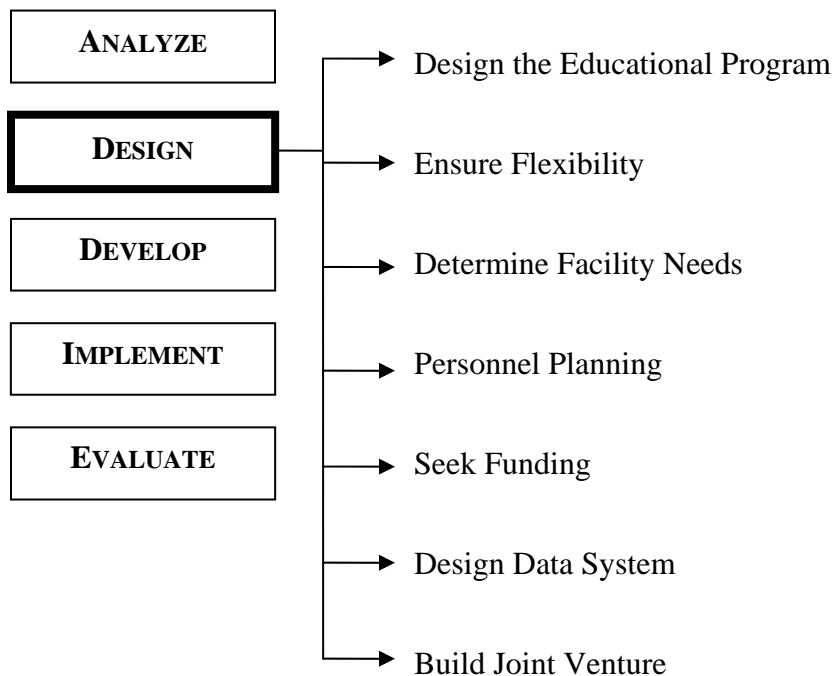 ANALYZE
DESIGN
DEVELOP
IMPLEMENT
EVALUATE
Design the Educational Program
Ensure Flexibility
Determine Facility Needs
Personnel Planning
Seek Funding
Design Data System
Build Joint Venture